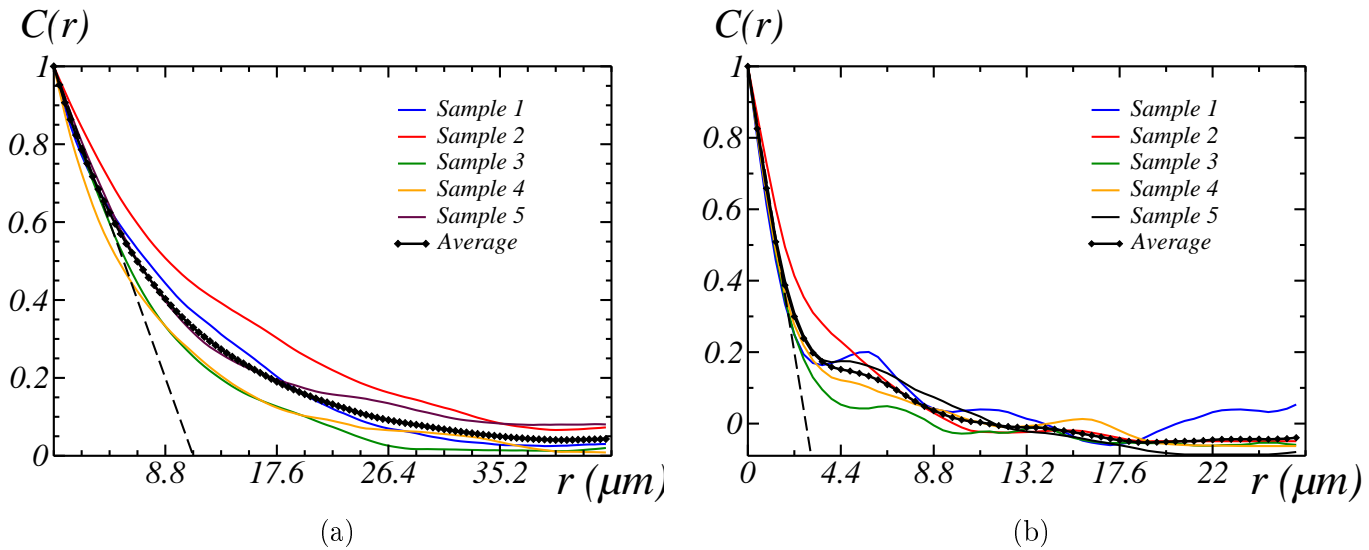 C(r)
1
0.8
0.6
0.4
0.2
0
8.8 17.6 26.4 35.2
r (μm)
Sample 1
Sample 2
Sample 3
Sample 4
Sample 5
Average
(a)
C(r)
1
0.8
0.6
0.4
0.2
0
0 4.4 8.8 13.2 17.6 22
r (μm)
Sample 1
Sample 2
Sample 3
Sample 4
Sample 5
Average
(b)